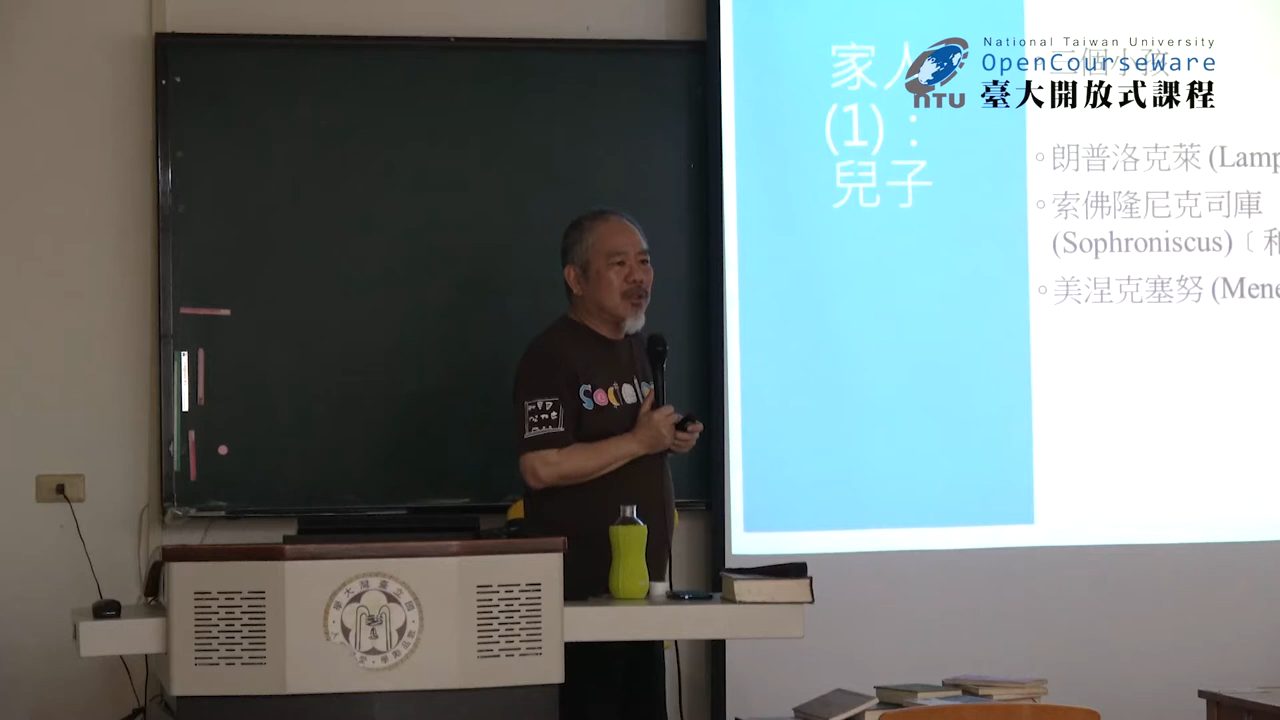 家人
(1)：
兒子
National Taiwan University
OpenCourseWare
臺大開放式課程
NTU
三個小孩
朗普洛克萊 (Lamp
索佛隆尼克司庫
(Sophroniscus)〔 和
美涅克塞努 (Mene
Social